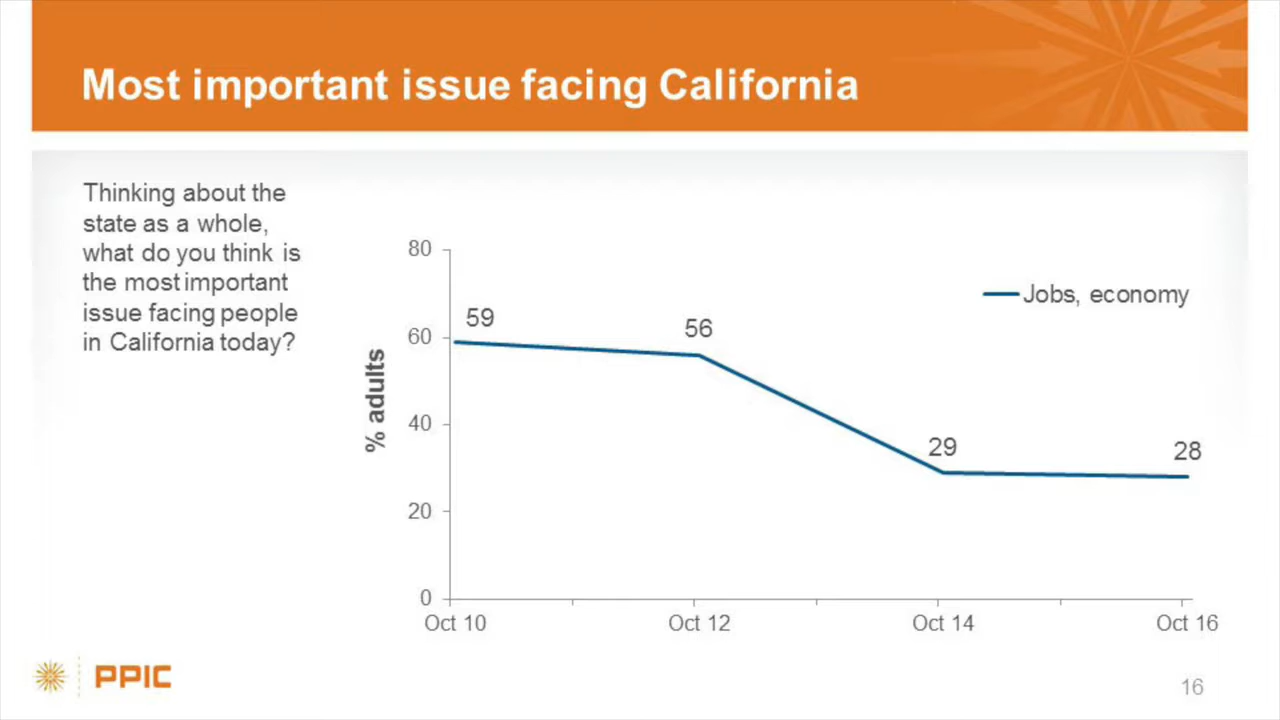 Most important issue facing California
Thinking about the
state as a whole,
what do you think is
the most important
issue facing people
in California today?
% adults
80
60
40
20
0
59
56
29
28
Jobs, economy
Oct 10
Oct 12
Oct 14
Oct 16
PPIC
16